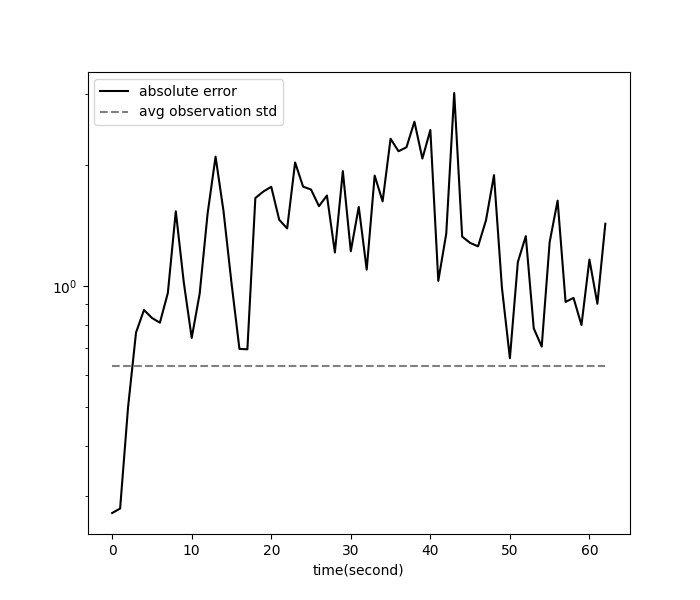 absolute error
avg observation std
10⁰
0 10 20 30 40 50 60
time(second)